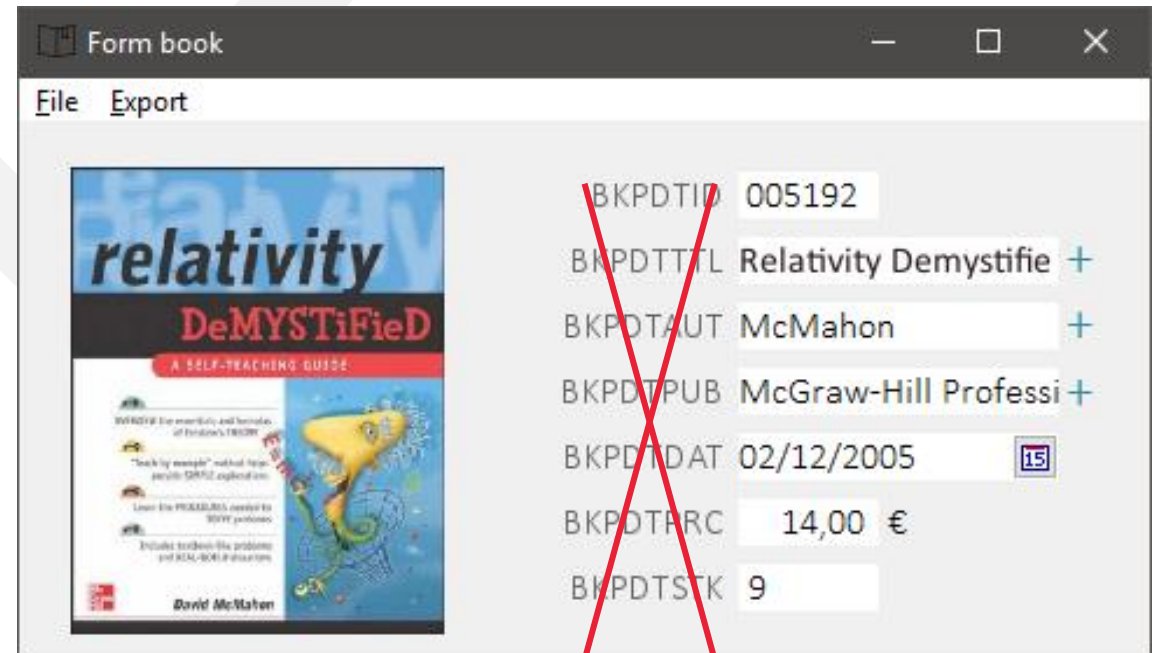 Form book
File Export
relativity
DeMYSTiFieD
A SELF-TEACHING GUIDE
David McMahon
BKPDTID 005192
BKPDTTTL Relativity Demystifie +
BKPDTAUT McMahon +
BKPDTPUB McGraw-Hill Professi +
BKPDTDAT 02/12/2005 15
BKPDTPRC 14,00 €
BKPDTSTK 9